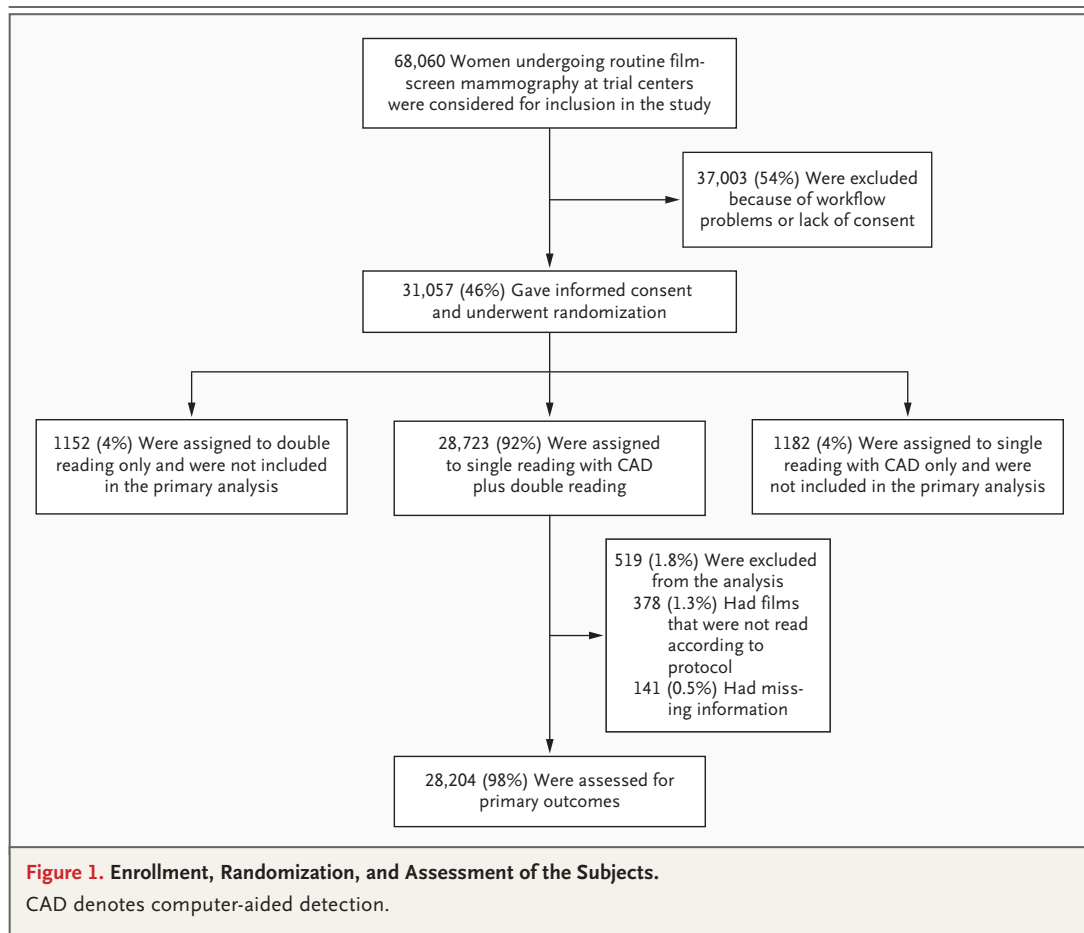 68,060 Women undergoing routine film-
screen mammography at trial centers
were considered for inclusion in the study
37,003 (54%) Were excluded
because of workflow
problems or lack of consent
31,057 (46%) Gave informed consent
and underwent randomization
1152 (4%) Were assigned to double
reading only and were not included
in the primary analysis
28,723 (92%) Were assigned
to single reading with CAD
plus double reading
1182 (4%) Were assigned to single
reading with CAD only and were
not included in the primary analysis
519 (1.8%) Were excluded
from the analysis
378 (1.3%) Had films
that were not read
according to
protocol
141 (0.5%) Had miss-
ing information
28,204 (98%) Were assessed for
primary outcomes
Figure 1. Enrollment, Randomization, and Assessment of the Subjects.
CAD denotes computer-aided detection.